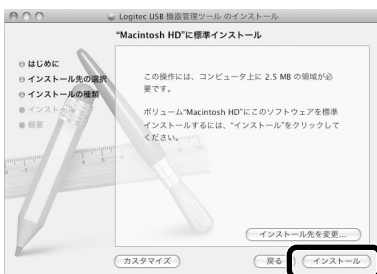 Logitec USB 機器管理ツール のインストール
"Macintosh HD"に標準インストール
はじめに
インストール先の選択
インストールの種類
インストール
概要
この操作には、コンピュータ上に 2.5 MB の領域が必
要です。
ボリューム"Macintosh HD"にこのソフトウェアを標準
インストールするには、"インストール"をクリックして
ください。
インストール先を変更...
カスタマイズ
戻る
インストール